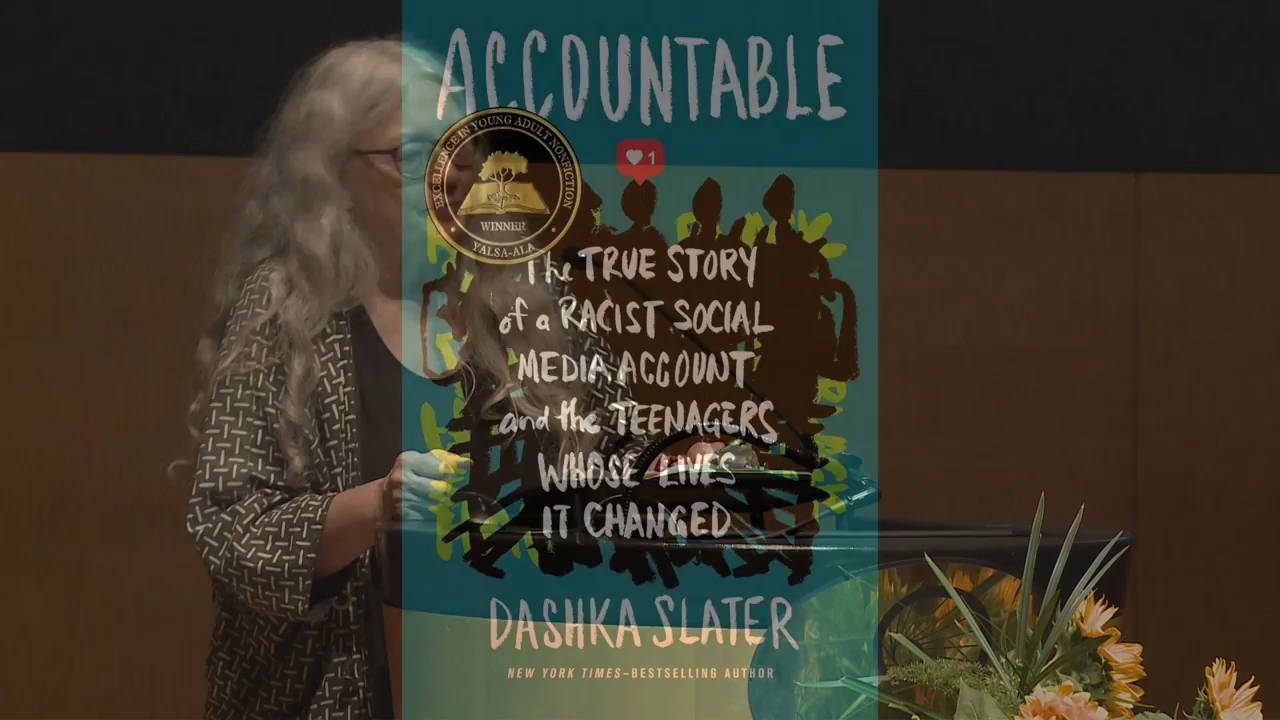 ACCOUNTABLE
1
EXCELLENCE IN YOUNG ADULT NONFICTION
WINNER
YALSA-ALA
The TRUE STORY
of a RACIST SOCIAL
MEDIA ACCOUNT
and the TEENAGERS
WHOSE LIVES
IT CHANGED
DASHKA SLATER
NEW YORK TIMES–BESTSELLING AUTHOR